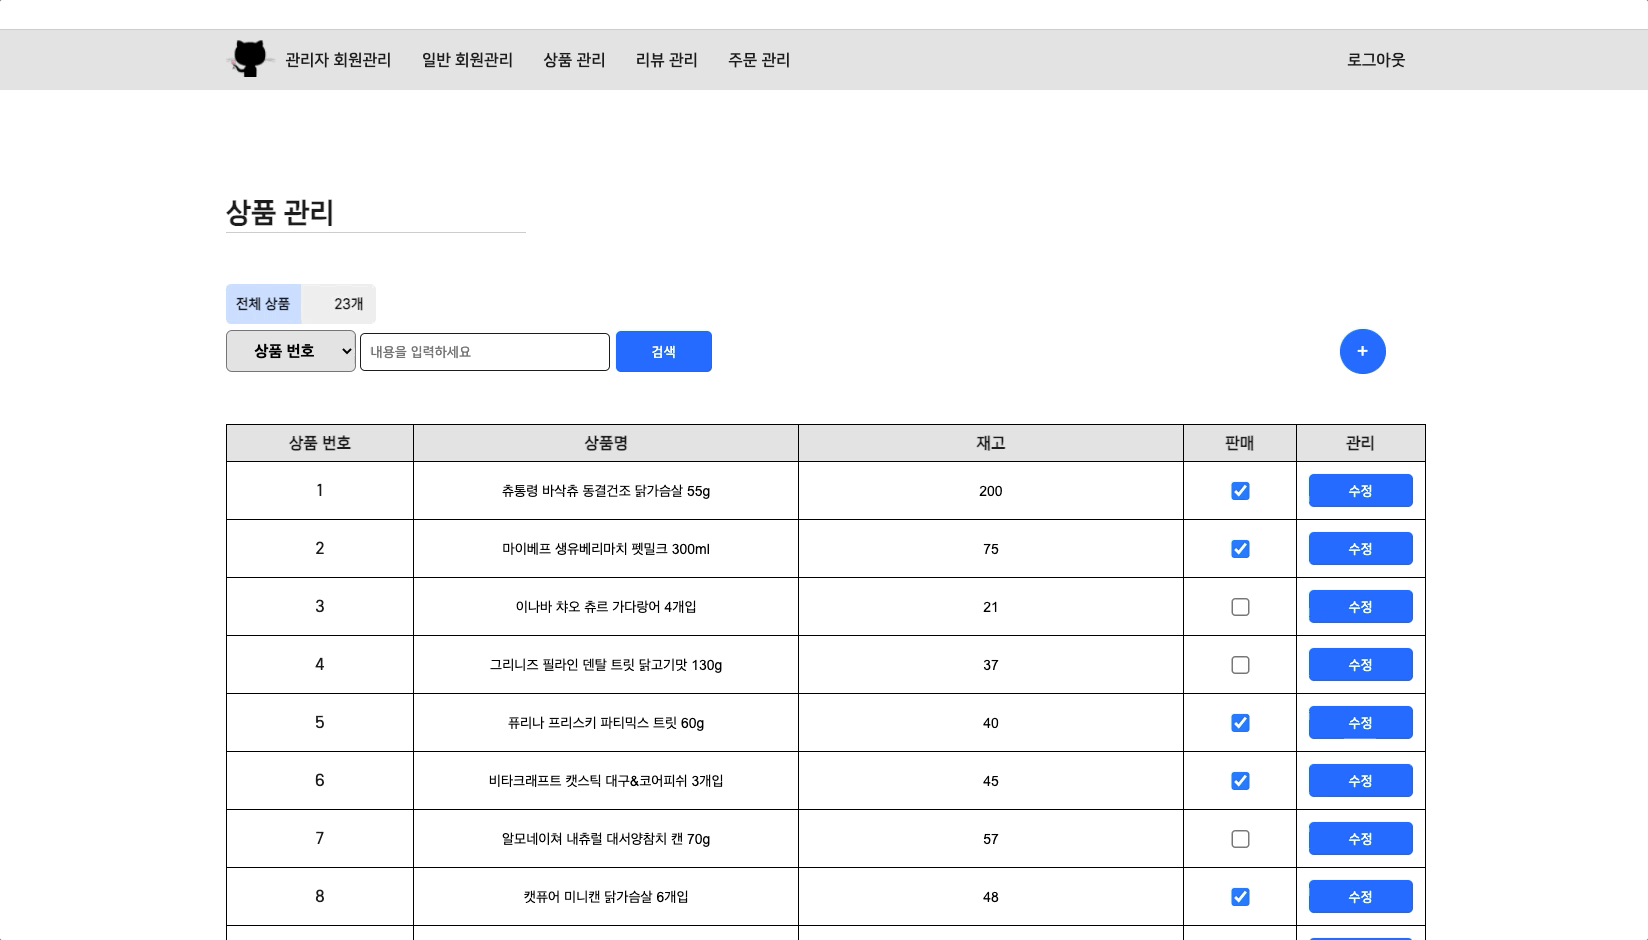 관리자 회원관리 일반 회원관리 상품 관리 리뷰 관리 주문 관리 로그아웃
상품 관리
전체 상품 23개
상품 번호 내용을 입력하세요 검색 +
상품 번호 상품명 재고 판매 관리
1 츄통령 바삭츄 동결건조 닭가슴살 55g 200 수정
2 마이베프 생유베리마치 펫밀크 300ml 75 수정
3 이나바 챠오 츄르 가다랑어 4개입 21 수정
4 그리니즈 필라인 덴탈 트릿 닭고기맛 130g 37 수정
5 퓨리나 프리스키 파티믹스 트릿 60g 40 수정
6 비타크래프트 캣스틱 대구&코어피쉬 3개입 45 수정
7 알모네이쳐 내츄럴 대서양참치 캔 70g 57 수정
8 캣퓨어 미니캔 닭가슴살 6개입 48 수정